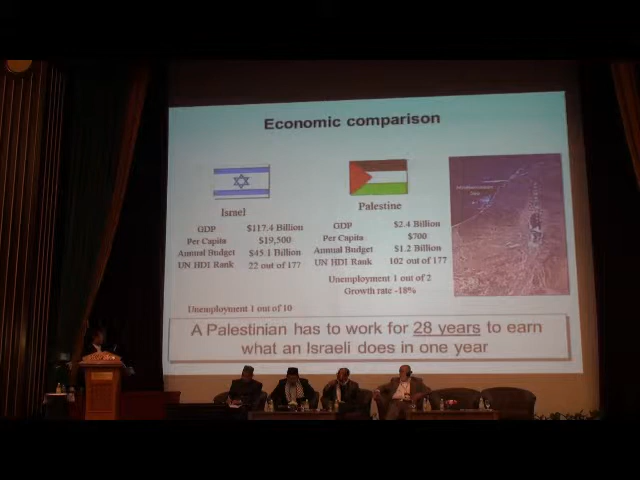 Economic comparison
Mediterranean
Sea
Israel
GDP $117.4 Billion
Per Capita $19,500
Annual Budget $45.1 Billion
UN HDI Rank 22 out of 177
Unemployment 1 out of 10
Palestine
GDP $2.4 Billion
Per Capita $700
Annual Budget $1.2 Billion
UN HDI Rank 102 out of 177
Unemployment 1 out of 2
Growth rate -18%
A Palestinian has to work for 28 years to earn
what an Israeli does in one year